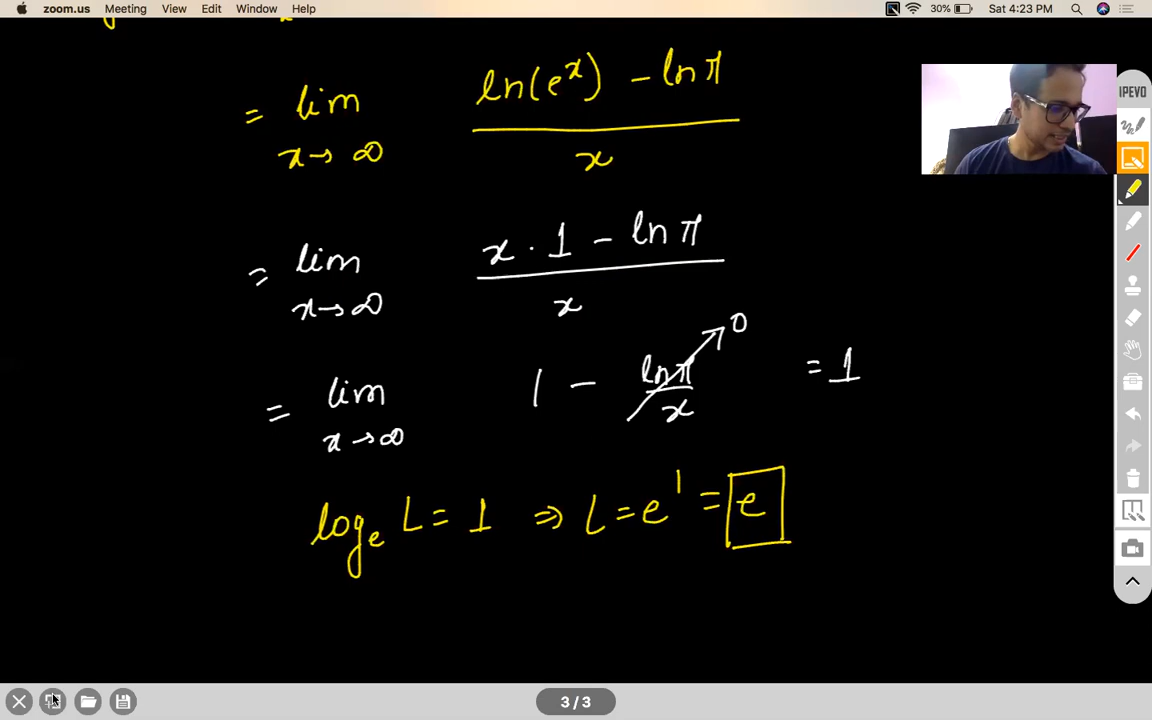 zoom.us Meeting View Edit Window Help 30% Sat 4:23 PM
IPEVO
= lim x→∞ (ln(e^x) - ln π) / x
= lim x→∞ (x · 1 - ln π) / x
= lim x→∞ 1 - (ln π) / x → 0 = 1
log_e L = 1 ⇒ L = e^1 = e
3 / 3